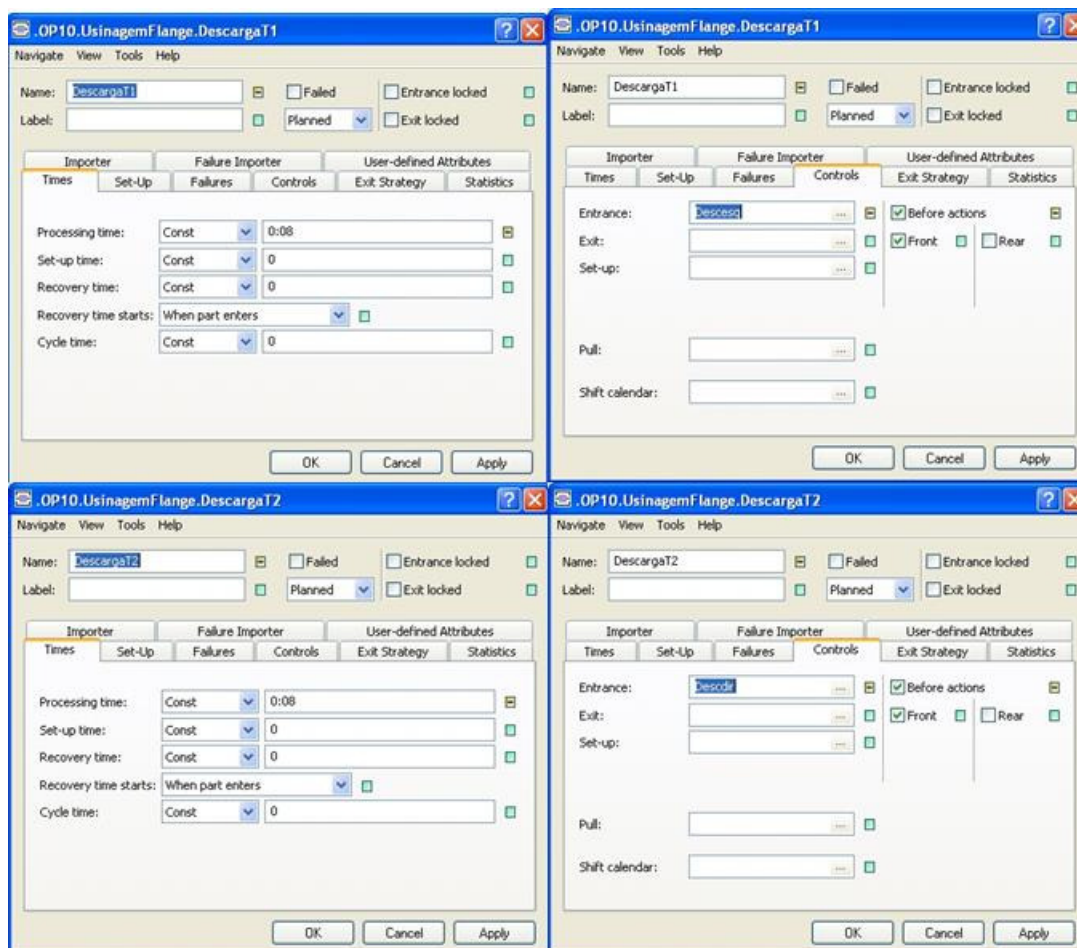 .OP10.UsinagemFlange.DescargaT1
Navigate View Tools Help
Name: DescargaT1 Failed Entrance locked
Label: Planned Exit locked
Importer Failure Importer User-defined Attributes
Times Set-Up Failures Controls Exit Strategy Statistics
Processing time: Const 0:08
Set-up time: Const 0
Recovery time: Const 0
Recovery time starts: When part enters
Cycle time: Const 0
OK Cancel Apply
.OP10.UsinagemFlange.DescargaT1
Navigate View Tools Help
Name: DescargaT1 Failed Entrance locked
Label: Planned Exit locked
Importer Failure Importer User-defined Attributes
Times Set-Up Failures Controls Exit Strategy Statistics
Entrance: Descesq ... Before actions
Exit: ... Front Rear
Set-up: ...
Pull: ...
Shift calendar: ...
OK Cancel Apply
.OP10.UsinagemFlange.DescargaT2
Navigate View Tools Help
Name: DescargaT2 Failed Entrance locked
Label: Planned Exit locked
Importer Failure Importer User-defined Attributes
Times Set-Up Failures Controls Exit Strategy Statistics
Processing time: Const 0:08
Set-up time: Const 0
Recovery time: Const 0
Recovery time starts: When part enters
Cycle time: Const 0
OK Cancel Apply
.OP10.UsinagemFlange.DescargaT2
Navigate View Tools Help
Name: DescargaT2 Failed Entrance locked
Label: Planned Exit locked
Importer Failure Importer User-defined Attributes
Times Set-Up Failures Controls Exit Strategy Statistics
Entrance: Descdir ... Before actions
Exit: ... Front Rear
Set-up: ...
Pull: ...
Shift calendar: ...
OK Cancel Apply